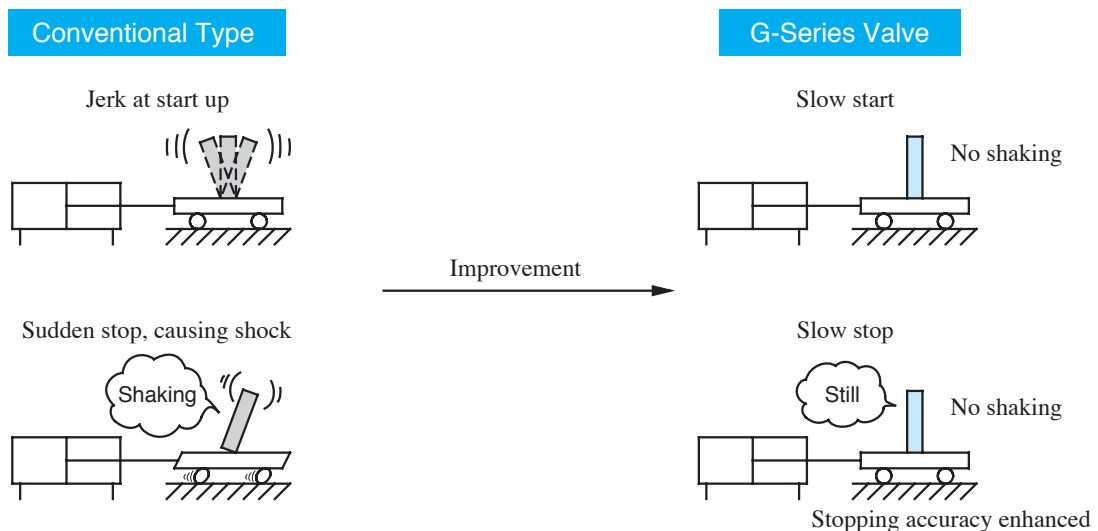 Conventional Type
G-Series Valve
Jerk at start up
Slow start
No shaking
Improvement
Sudden stop, causing shock
Shaking
Slow stop
Still
No shaking
Stopping accuracy enhanced